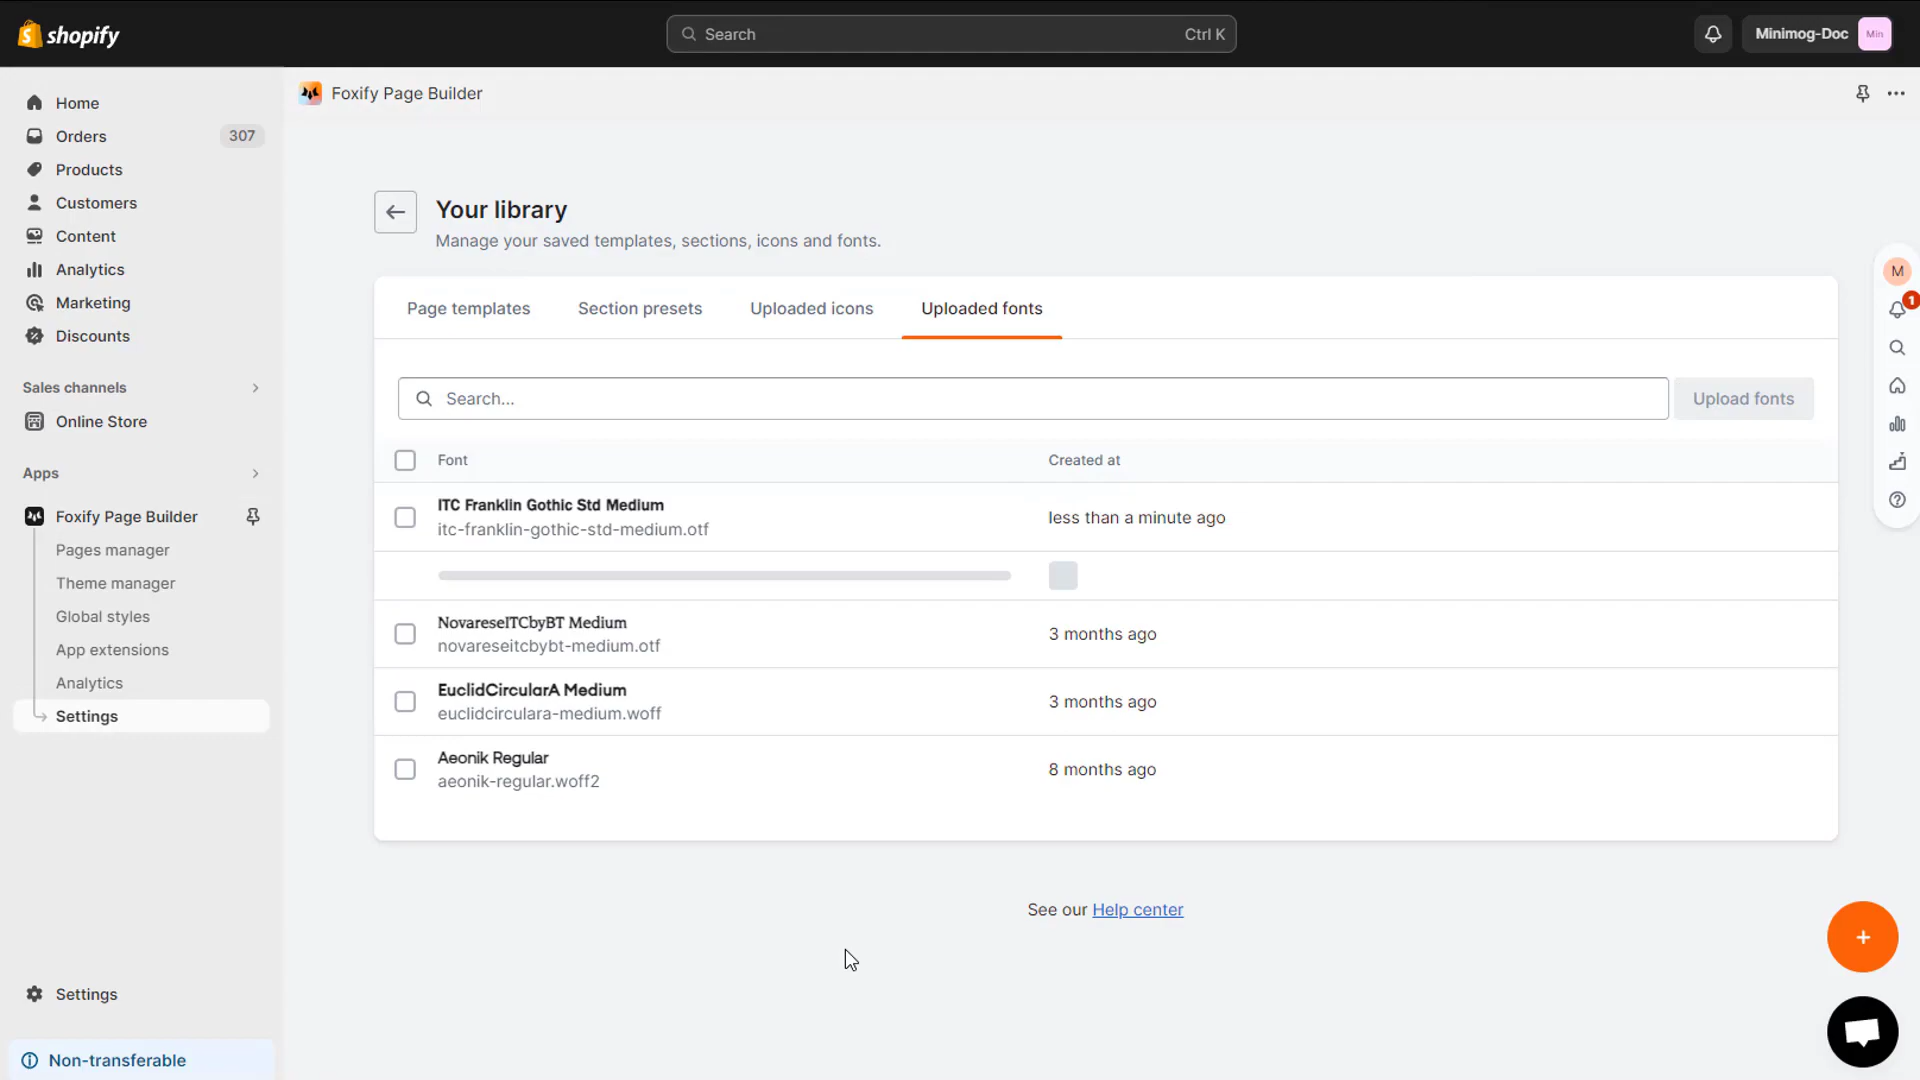 shopify
Search
Ctrl K
Minimog-Doc
Min
Home
Orders
307
Products
Customers
Content
Analytics
Marketing
Discounts
Sales channels
Online Store
Apps
Foxify Page Builder
Pages manager
Theme manager
Global styles
App extensions
Analytics
Settings
Settings
Non-transferable
Foxify Page Builder
Your library
Manage your saved templates, sections, icons and fonts.
Page templates
Section presets
Uploaded icons
Uploaded fonts
Search...
Upload fonts
Font
Created at
ITC Franklin Gothic Std Medium
itc-franklin-gothic-std-medium.otf
less than a minute ago
NovareseITCbyBT Medium
novareseitcbybt-medium.otf
3 months ago
EuclidCircularA Medium
euclidcirculara-medium.woff
3 months ago
Aeonik Regular
aeonik-regular.woff2
8 months ago
See our Help center
M
1